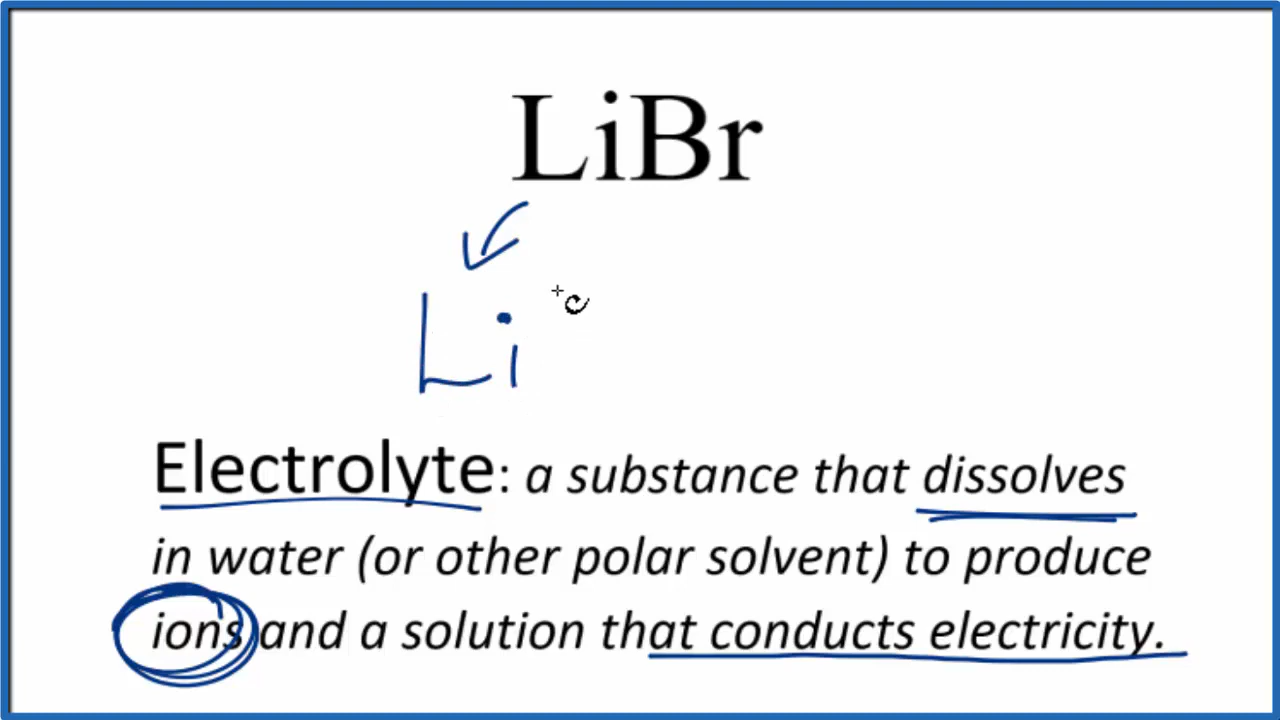 LiBr
Li
Electrolyte: a substance that dissolves
in water (or other polar solvent) to produce
ions and a solution that conducts electricity.